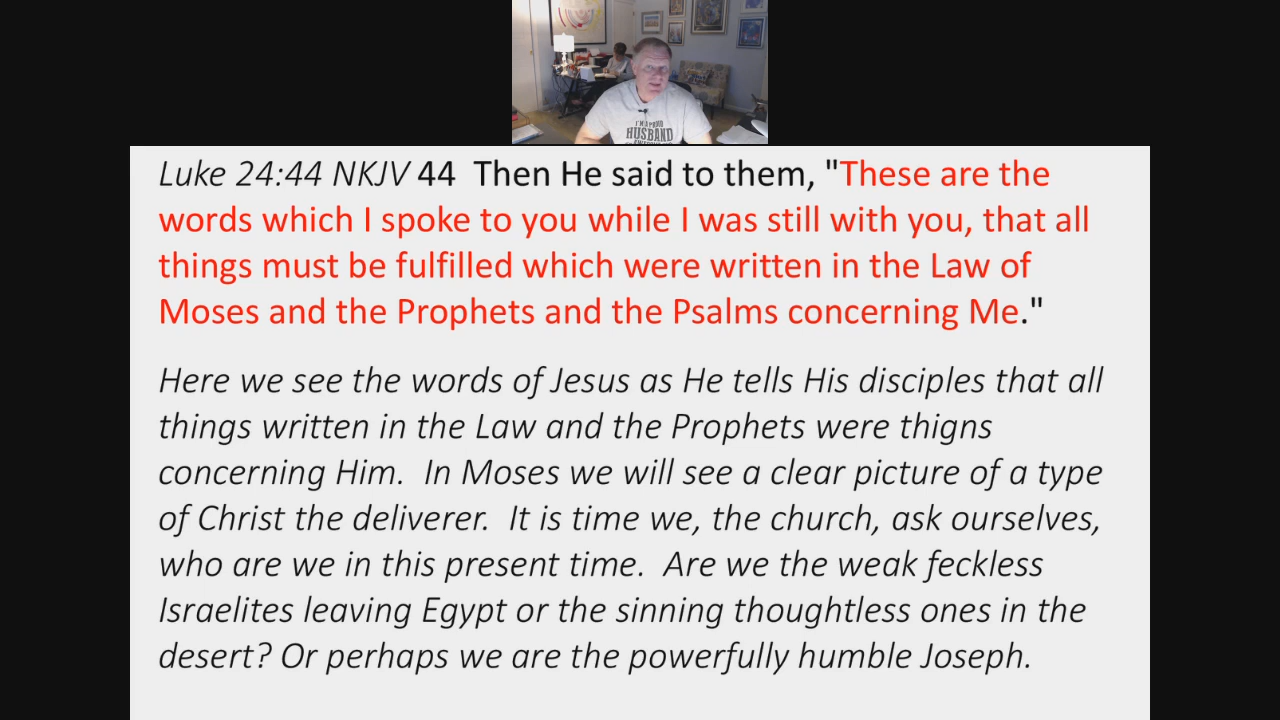 I'M A PROUD
HUSBAND
Luke 24:44 NKJV 44  Then He said to them, "These are the
words which I spoke to you while I was still with you, that all
things must be fulfilled which were written in the Law of
Moses and the Prophets and the Psalms concerning Me."
Here we see the words of Jesus as He tells His disciples that all
things written in the Law and the Prophets were thigns
concerning Him.  In Moses we will see a clear picture of a type
of Christ the deliverer.  It is time we, the church, ask ourselves,
who are we in this present time.  Are we the weak feckless
Israelites leaving Egypt or the sinning thoughtless ones in the
desert? Or perhaps we are the powerfully humble Joseph.